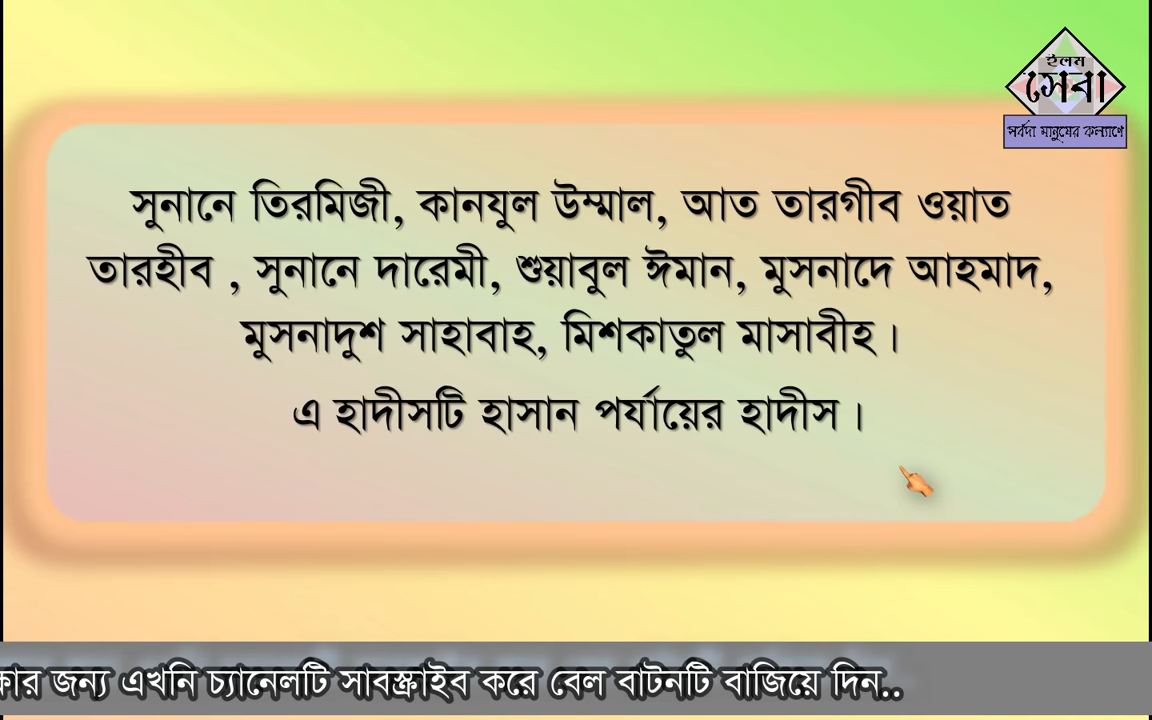 ইলম
সেবা
সর্বদা মানুষের কল্যাণে
সুনানে তিরমিজী, কানযুল উম্মাল, আত তারগীব ওয়াত
তারহীব , সুনানে দারেমী, শুয়াবুল ঈমান, মুসনাদে আহমাদ,
মুসনাদুশ সাহাবাহ, মিশকাতুল মাসাবীহ।
এ হাদীসটি হাসান পর্যায়ের হাদীস।
জন্য এখনি চ্যানেলটি সাবস্ক্রাইব করে বেল বাটনটি বাজিয়ে দিন..